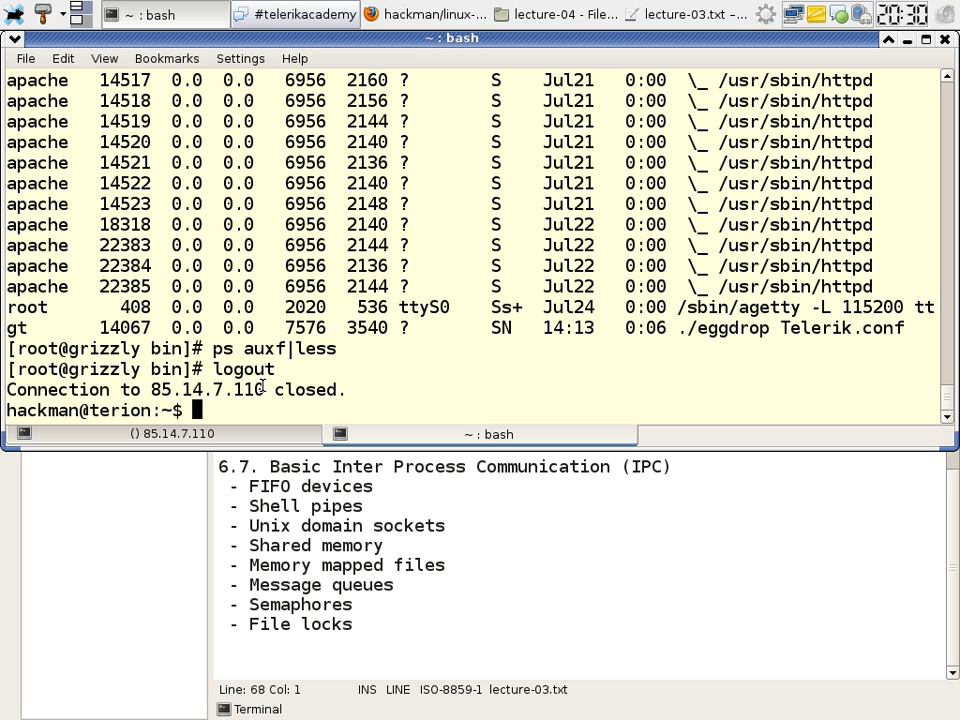 ~ : bash
#telerikacademy
hackman/linux-...
lecture-04 - File...
lecture-03.txt –...
20:30
~ : bash
File Edit View Bookmarks Settings Help
apache 14517 0.0 0.0 6956 2160 ? S Jul21 0:00 \_ /usr/sbin/httpd
apache 14518 0.0 0.0 6956 2156 ? S Jul21 0:00 \_ /usr/sbin/httpd
apache 14519 0.0 0.0 6956 2144 ? S Jul21 0:00 \_ /usr/sbin/httpd
apache 14520 0.0 0.0 6956 2140 ? S Jul21 0:00 \_ /usr/sbin/httpd
apache 14521 0.0 0.0 6956 2136 ? S Jul21 0:00 \_ /usr/sbin/httpd
apache 14522 0.0 0.0 6956 2140 ? S Jul21 0:00 \_ /usr/sbin/httpd
apache 14523 0.0 0.0 6956 2148 ? S Jul21 0:00 \_ /usr/sbin/httpd
apache 18318 0.0 0.0 6956 2140 ? S Jul22 0:00 \_ /usr/sbin/httpd
apache 22383 0.0 0.0 6956 2144 ? S Jul22 0:00 \_ /usr/sbin/httpd
apache 22384 0.0 0.0 6956 2136 ? S Jul22 0:00 \_ /usr/sbin/httpd
apache 22385 0.0 0.0 6956 2144 ? S Jul22 0:00 \_ /usr/sbin/httpd
root 408 0.0 0.0 2020 536 ttyS0 Ss+ Jul24 0:00 /sbin/agetty -L 115200 tt
gt 14067 0.0 0.0 7576 3540 ? SN 14:13 0:06 ./eggdrop Telerik.conf
[root@grizzly bin]# ps auxf|less
[root@grizzly bin]# logout
Connection to 85.14.7.110 closed.
hackman@terion:~$
() 85.14.7.110
~ : bash
6.7. Basic Inter Process Communication (IPC)
- FIFO devices
- Shell pipes
- Unix domain sockets
- Shared memory
- Memory mapped files
- Message queues
- Semaphores
- File locks
Line: 68 Col: 1 INS LINE ISO-8859-1 lecture-03.txt
Terminal